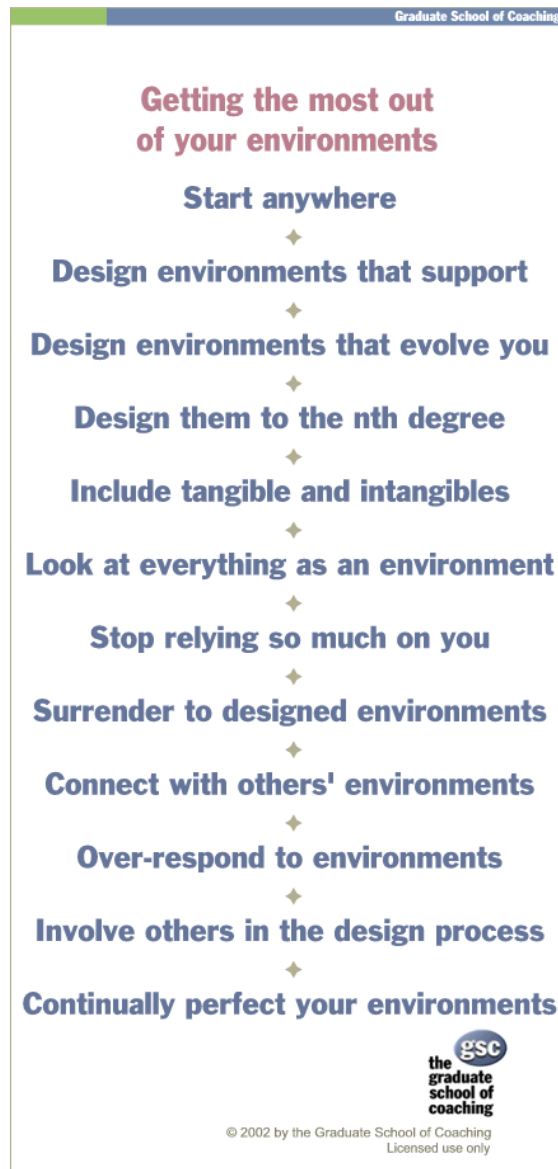 Graduate School of Coaching
Getting the most out
of your environments
Start anywhere
Design environments that support
Design environments that evolve you
Design them to the nth degree
Include tangible and intangibles
Look at everything as an environment
Stop relying so much on you
Surrender to designed environments
Connect with others' environments
Over-respond to environments
Involve others in the design process
Continually perfect your environments
gsc
the
graduate
school of
coaching
© 2002 by the Graduate School of Coaching
Licensed use only